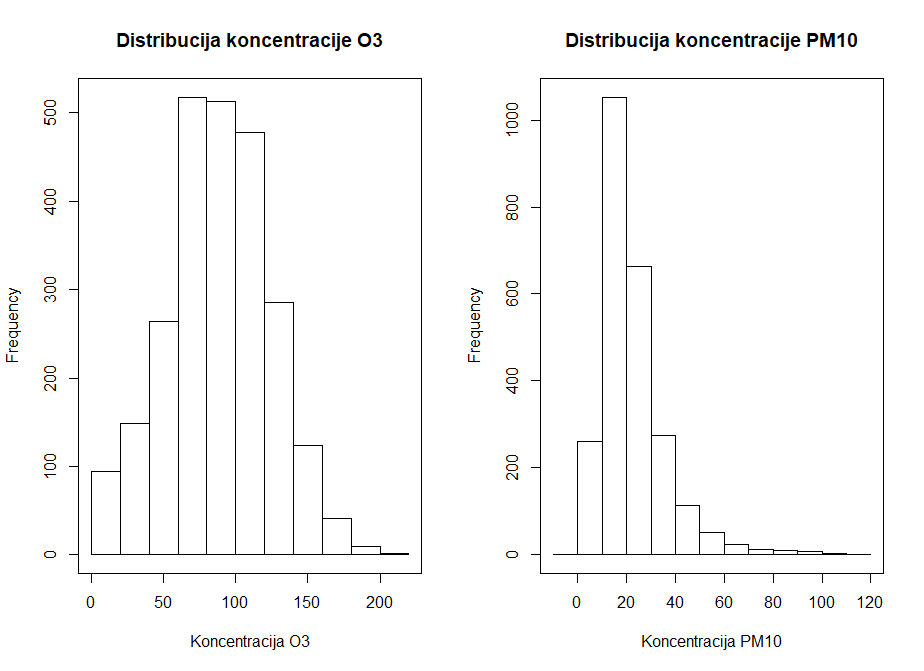 Distribucija koncentracije O3
Frequency
0
100
200
300
400
500
0 50 100 150 200
Koncentracija O3
Distribucija koncentracije PM10
Frequency
0
200
400
600
800
1000
0 20 40 60 80 100 120
Koncentracija PM10